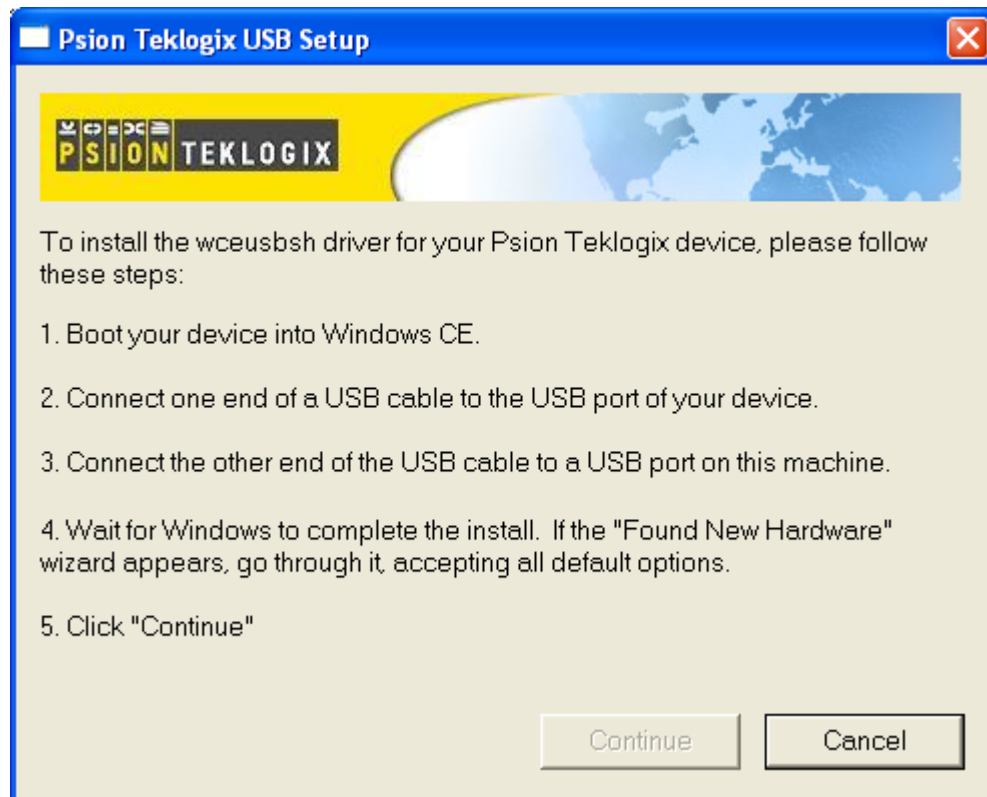 Psion Teklogix USB Setup
PSION TEKLOGIX
To install the wceusbsh driver for your Psion Teklogix device, please follow
these steps:
1. Boot your device into Windows CE.
2. Connect one end of a USB cable to the USB port of your device.
3. Connect the other end of the USB cable to a USB port on this machine.
4. Wait for Windows to complete the install.  If the "Found New Hardware"
wizard appears, go through it, accepting all default options.
5. Click "Continue"
Continue
Cancel